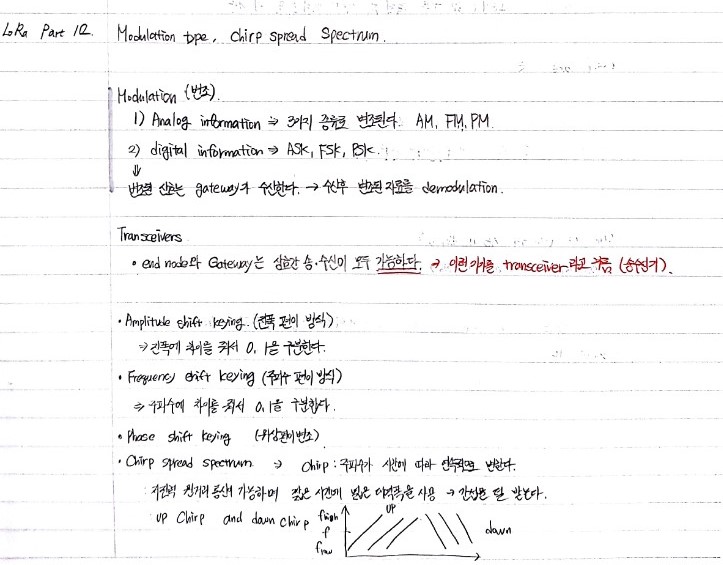 LoRa Part 12. Modulation type, Chirp spread Spectrum.
Modulation (변조).
1) Analog information ⇒ 3가지 종류로 변조된다. AM, FM, PM.
2) digital information ⇒ ASK, FSK, PSK.
⇓
변조된 신호는 gateway가 수신한다. → 수신후 변조된 자료를 demodulation.
Transceivers
• end node와 Gateway는 상호간 송·수신이 모두 가능하다. → 이런 기기를 transceiver라고 부름 (송수신기).
• Amplitude shift keying. (진폭 편이 방식)
⇒ 진폭에 차이를 줘서 0, 1을 구분한다.
• Frequency shift keying (주파수 편이 방식)
⇒ 주파수에 차이를 줘서 0,1을 구분한다.
• Phase shift keying (위상편이변조)
• Chirp spread spectrum ⇒ Chirp : 주파수가 시간에 따라 연속적으로 변한다.
저전력 원거리 통신이 가능하며 짧은 시간에 넓은 대역폭을 사용 → 간섭을 덜 받는다.
up Chirp and down chirp fhigh UP
f down
flow